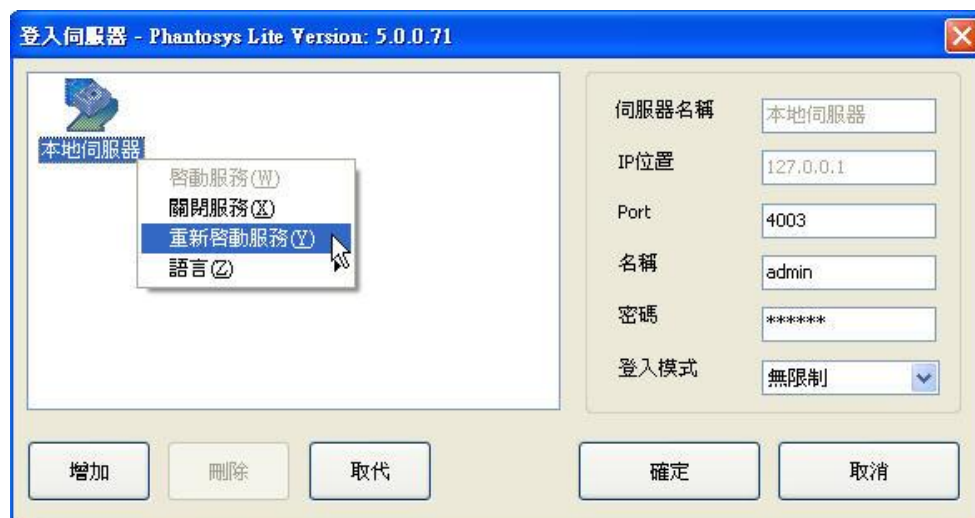 登入伺服器 - Phantosys Lite Version: 5.0.0.71
本地伺服器
啓動服務(W)
關閉服務(X)
重新啓動服務(Y)
語言(Z)
伺服器名稱 本地伺服器
IP位置 127.0.0.1
Port 4003
名稱 admin
密碼 ******
登入模式 無限制
增加 刪除 取代 確定 取消